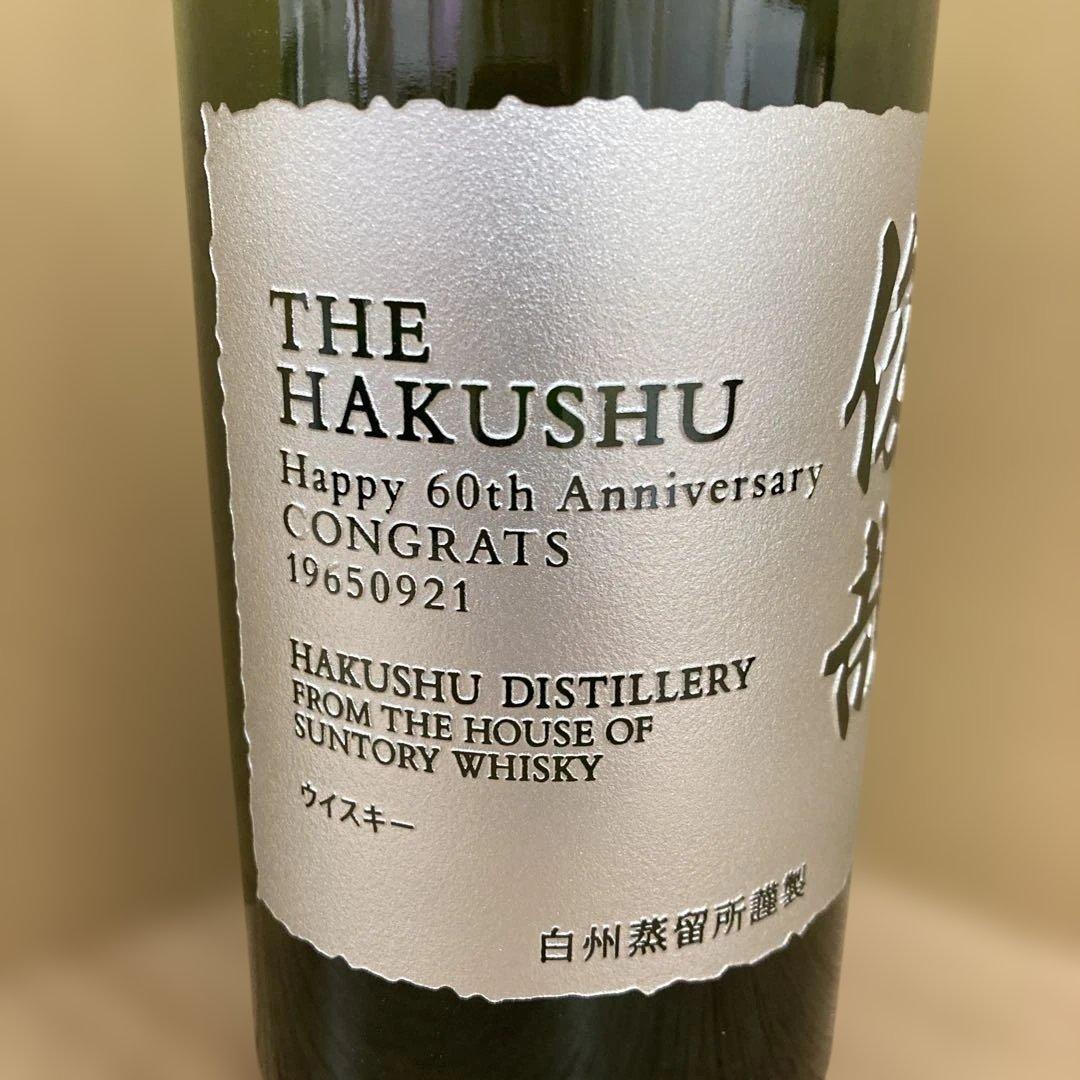 THE
HAKUSHU
Happy 60th Anniversary
CONGRATS
19650921
HAKUSHU DISTILLERY
FROM THE HOUSE OF
SUNTORY WHISKY
ウイスキー
白州蒸留所謹製